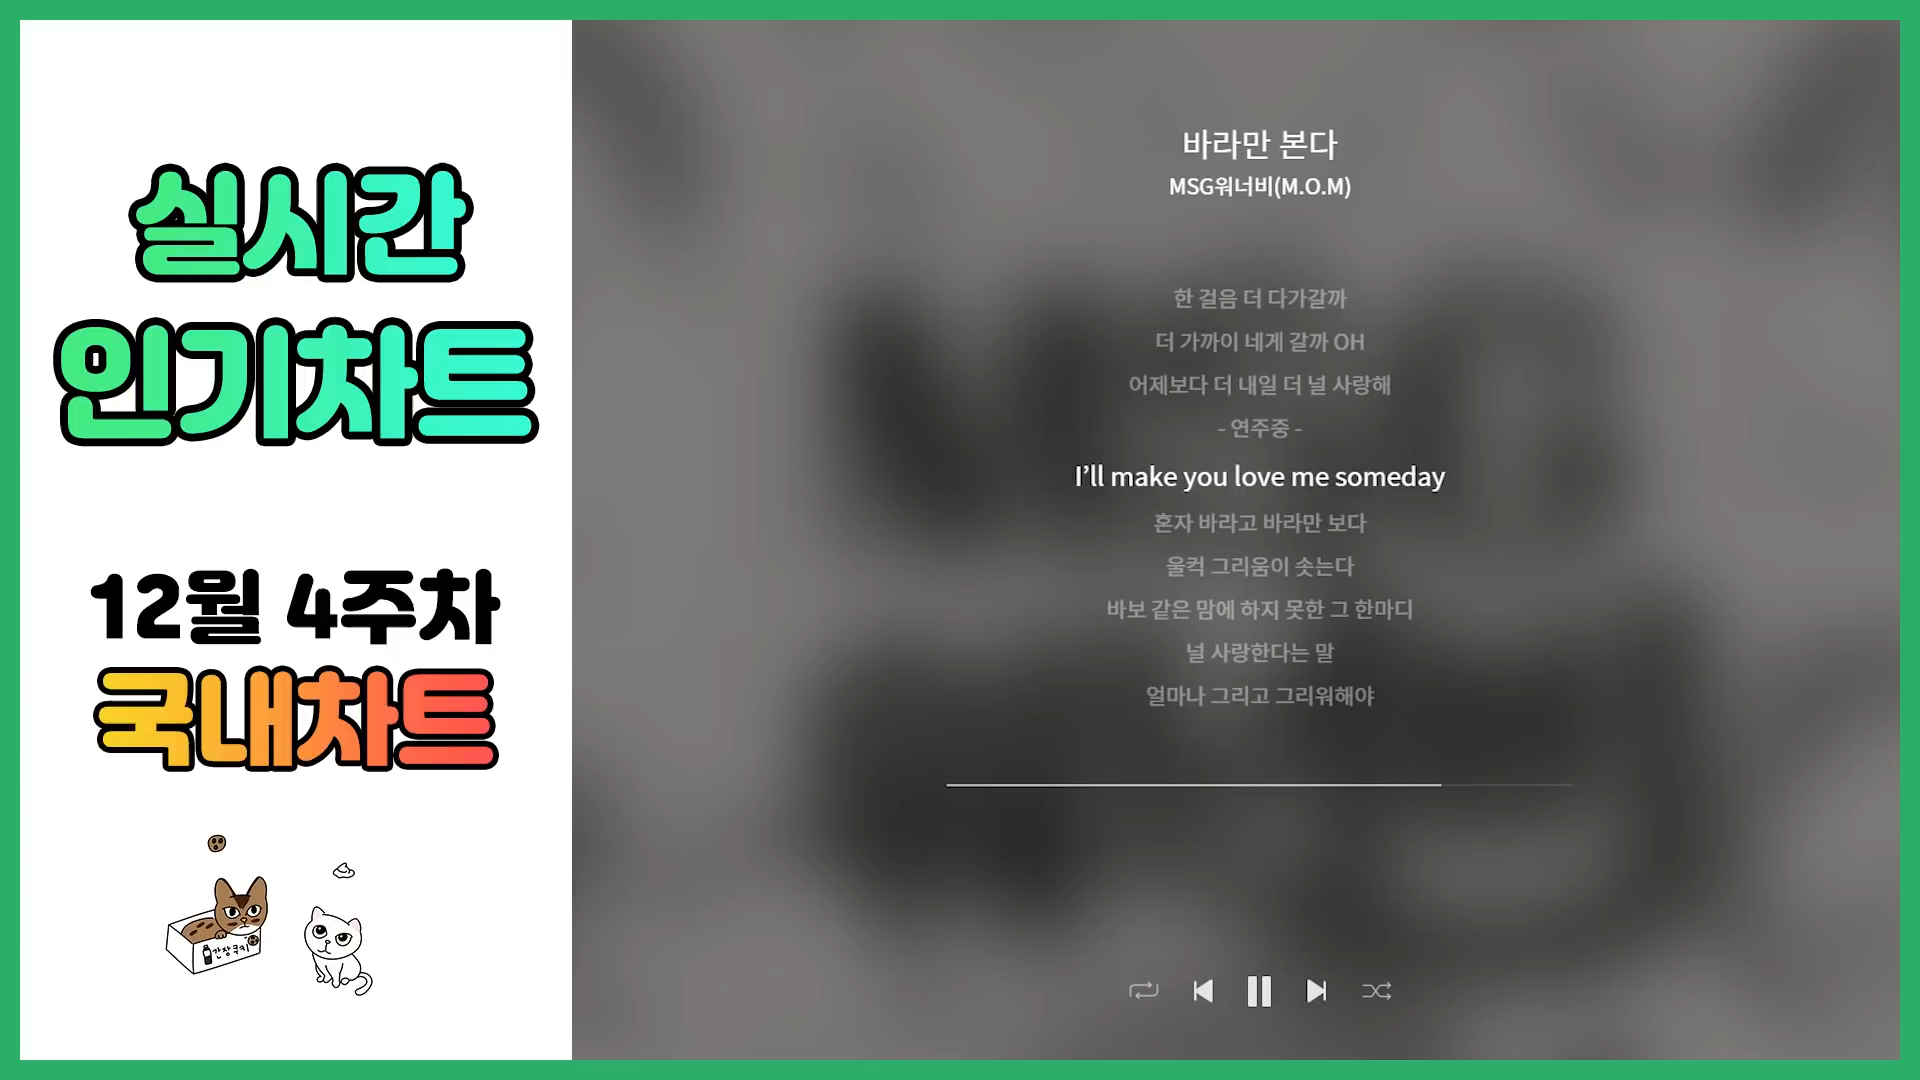 실시간
인기차트
12월 4주차
국내차트
간장쿠키
바라만 본다
MSG워너비(M.O.M)
한 걸음 더 다가갈까
더 가까이 네게 갈까 OH
어제보다 더 내일 더 널 사랑해
- 연주중 -
I’ll make you love me someday
혼자 바라고 바라만 보다
울컥 그리움이 솟는다
바보 같은 맘에 하지 못한 그 한마디
널 사랑한다는 말
얼마나 그리고 그리워해야